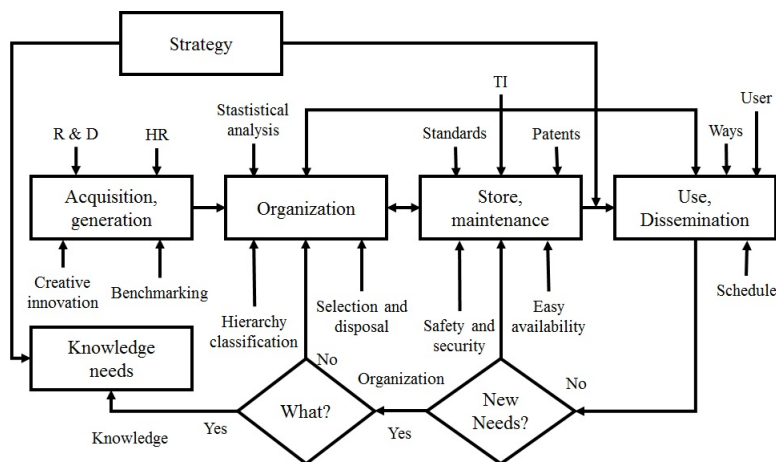 Strategy
TI
User
Stastistical
analysis
R & D
HR
Standards
Patents
Ways
Acquisition,
generation
Organization
Store,
maintenance
Use,
Dissemination
Creative
innovation
Benchmarking
Hierarchy
classification
Selection and
disposal
Safety and
security
Easy
availability
Schedule
Knowledge
needs
No
Organization
No
What?
New
Needs?
Knowledge
Yes
Yes